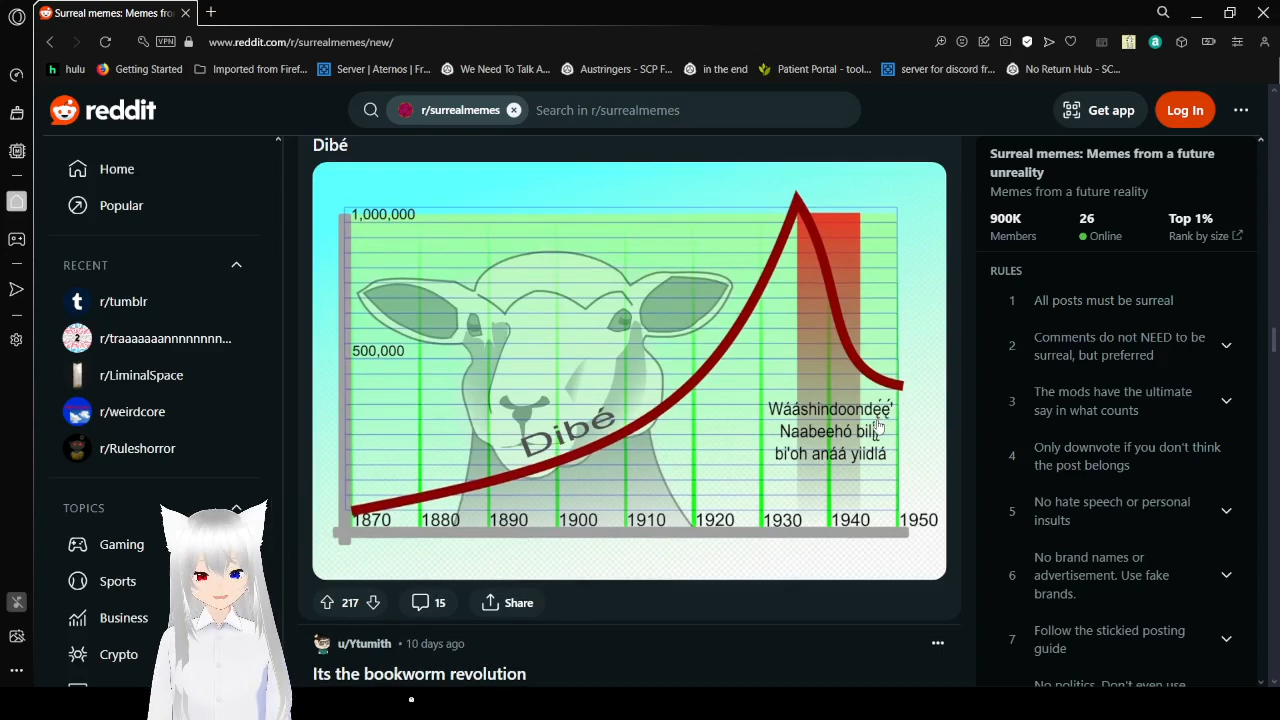 Surreal memes: Memes fro
www.reddit.com/r/surrealmemes/new/
VPN
hulu
Getting Started
Imported from Firef...
Server | Aternos | Fr...
We Need To Talk A...
Austringers - SCP F...
in the end
Patient Portal - tool...
server for discord fr...
No Return Hub - SC...
reddit
r/surrealmemes
Search in r/surrealmemes
Get app
Log In
Home
Popular
RECENT
r/tumblr
r/traaaaaaannnnnnnn...
r/LiminalSpace
r/weirdcore
r/Ruleshorror
TOPICS
Gaming
Sports
Business
Crypto
Dibé
1,000,000
500,000
Dibé
Wááshindoondę́ę́'
Naabeehó
bi'oh anáá yiidlá
1870 1880 1890 1900 1910 1920 1930 1940 1950
217
15
Share
u/Ytumith • 10 days ago
Its the bookworm revolution
Surreal memes: Memes from a future
unreality
Memes from a future reality
900K 26 Top 1%
Members Online Rank by size
RULES
1 All posts must be surreal
2 Comments do not NEED to be
surreal, but preferred
3 The mods have the ultimate
say in what counts
4 Only downvote if you don't think
the post belongs
5 No hate speech or personal
insults
6 No brand names or
advertisement. Use fake
brands.
7 Follow the stickied posting
guide
No politics. Don't even use